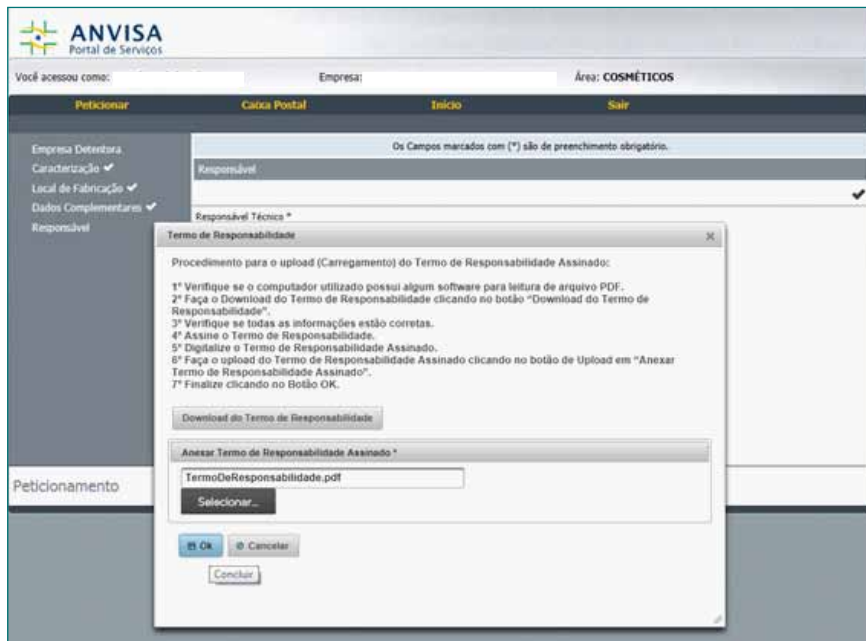 ANVISA
Portal de Serviços
Você acessou como:
Empresa:
Área: COSMÉTICOS
Peticionar
Caixa Postal
Início
Sair
Empresa Detentora
Caracterização
Local de Fabricação
Dados Complementares
Responsável
Os Campos marcados com (*) são de preenchimento obrigatório.
Responsável
Responsável Técnico *
Termo de Responsabilidade
Procedimento para o upload (Carregamento) do Termo de Responsabilidade Assinado:
1º Verifique se o computador utilizado possui algum software para leitura de arquivo PDF.
2º Faça o Download do Termo de Responsabilidade clicando no botão "Download do Termo de
Responsabilidade".
3º Verifique se todas as informações estão corretas.
4º Assine o Termo de Responsabilidade.
5º Digitalize o Termo de Responsabilidade Assinado.
6º Faça o upload do Termo de Responsabilidade Assinado clicando no botão de Upload em "Anexar
Termo de Responsabilidade Assinado".
7º Finalize clicando no Botão OK.
Download do Termo de Responsabilidade
Anexar Termo de Responsabilidade Assinado *
TermoDeResponsabilidade.pdf
Selecionar...
Ok
Cancelar
Concluir
Peticionamento